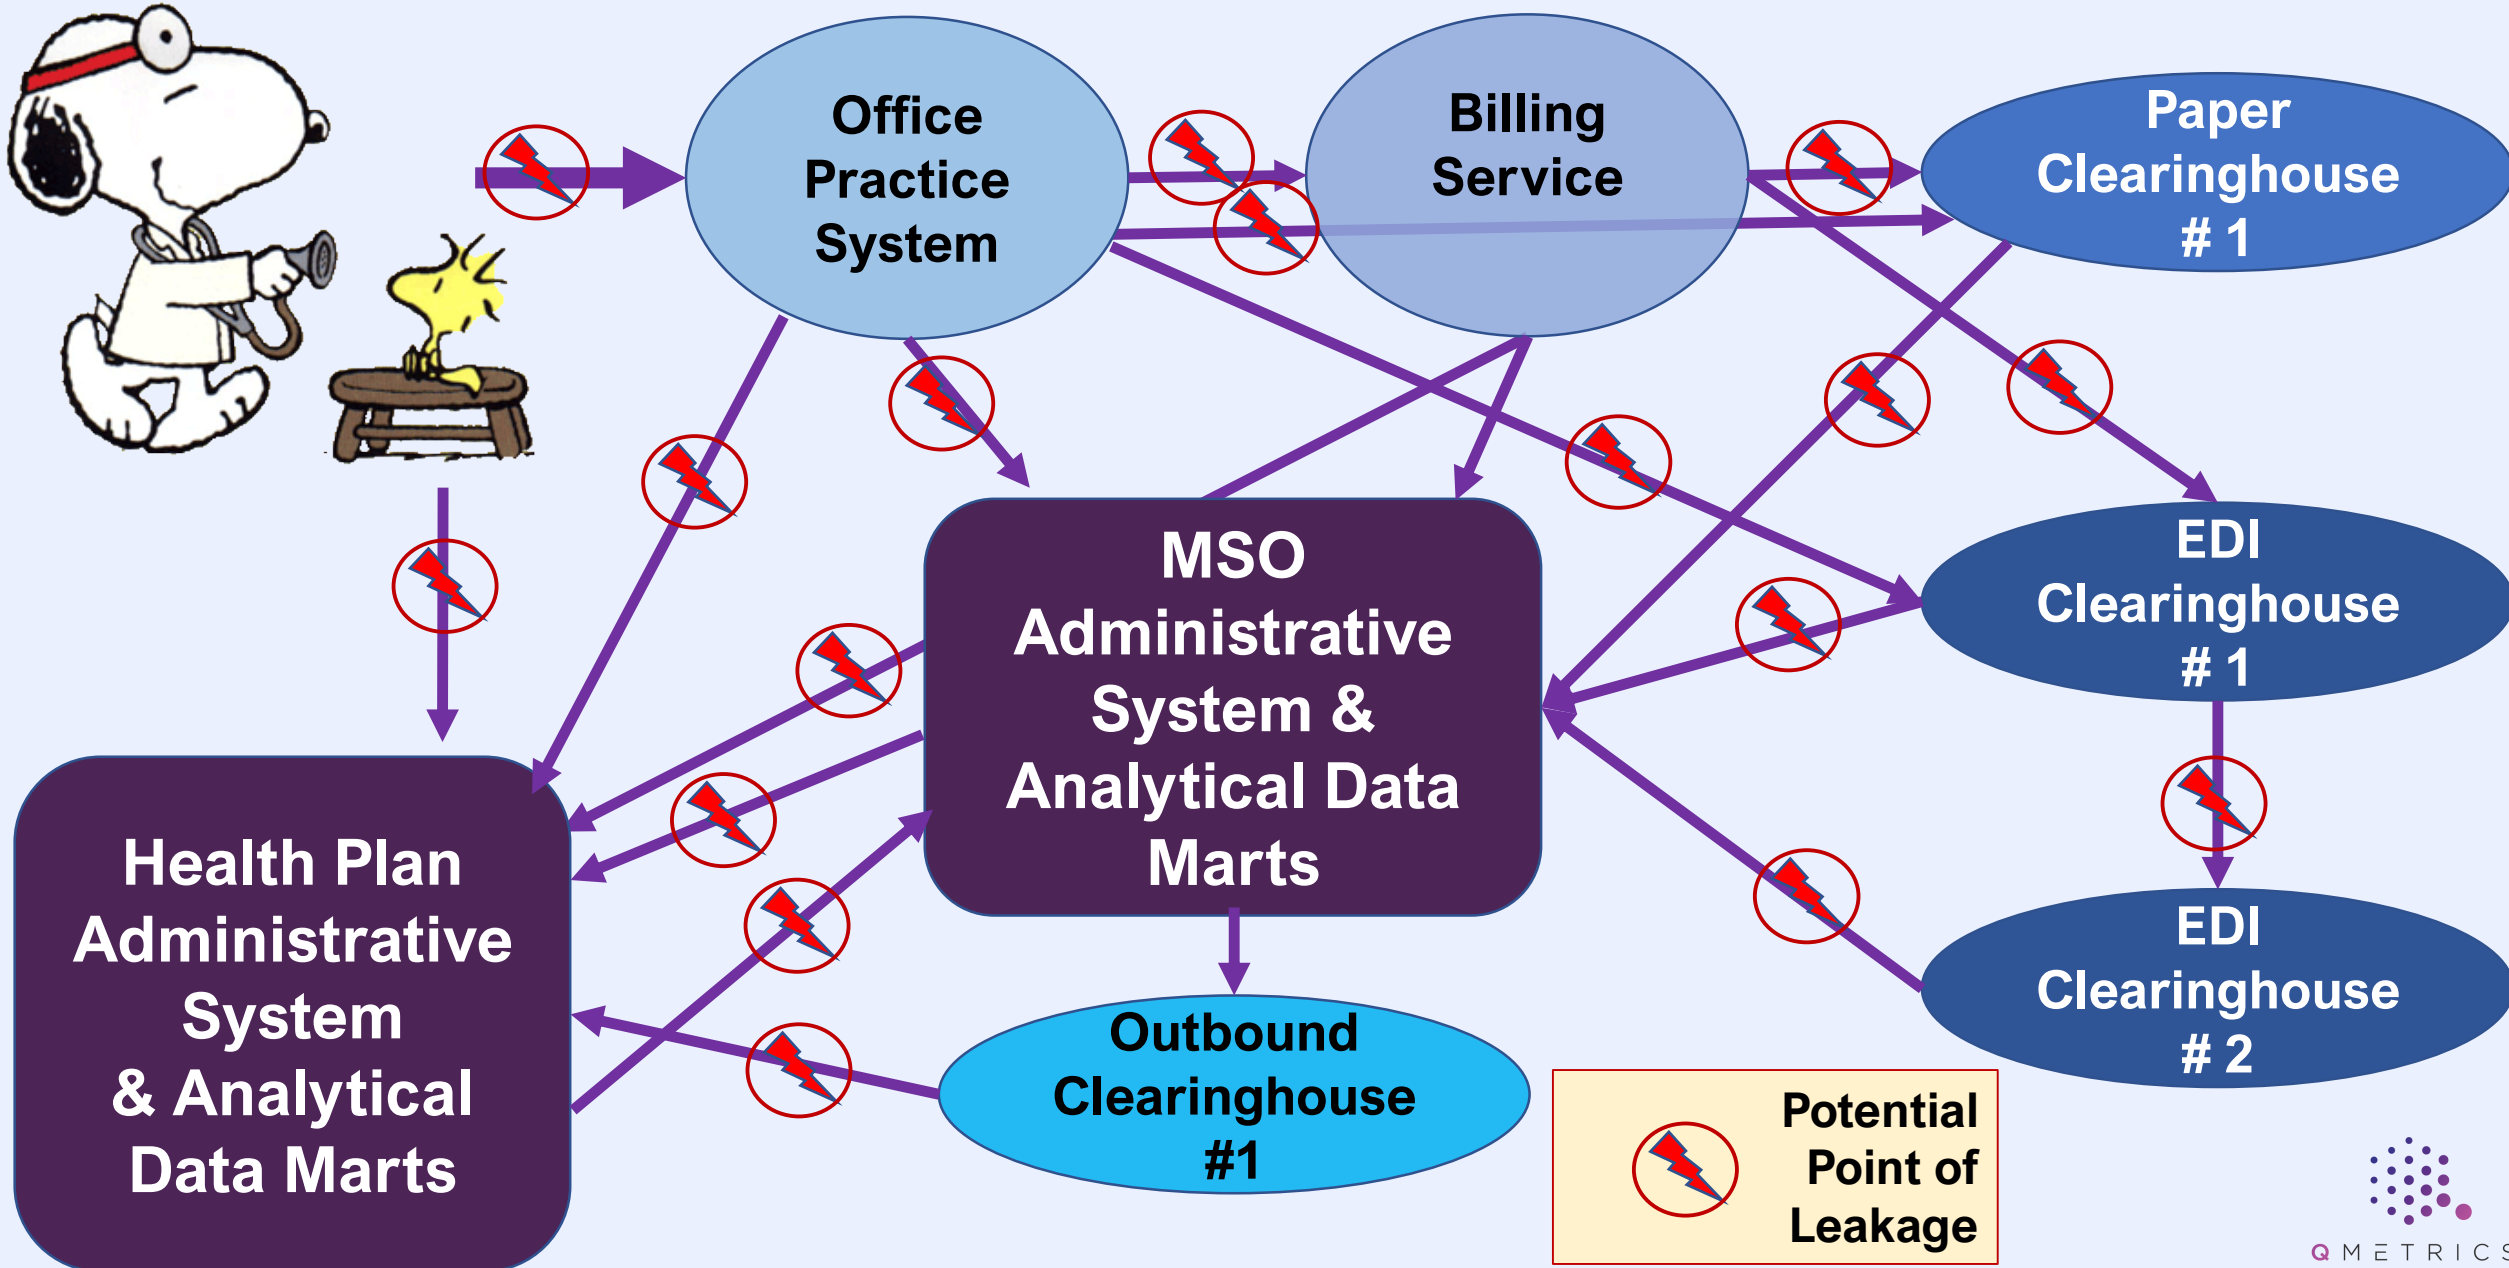 Office
Practice
System
Billing
Service
Paper
Clearinghouse
# 1
EDI
Clearinghouse
# 1
MSO
Administrative
System &
Analytical Data
Marts
Health Plan
Administrative
System
& Analytical
Data Marts
EDI
Clearinghouse
# 2
Outbound
Clearinghouse
#1
Potential
Point of
Leakage
QMETRICS